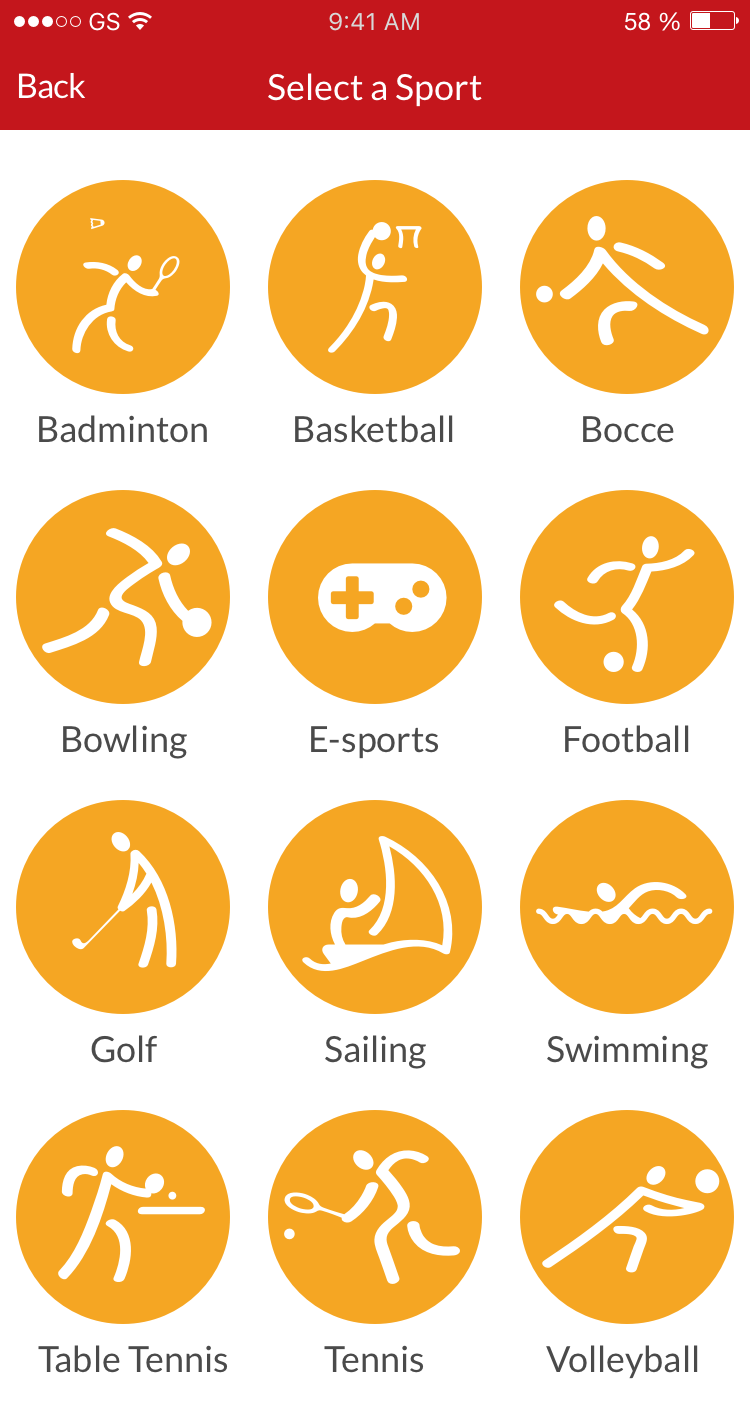 GS 9:41 AM 58 %
Back Select a Sport
Badminton Basketball Bocce
Bowling E-sports Football
Golf Sailing Swimming
Table Tennis Tennis Volleyball